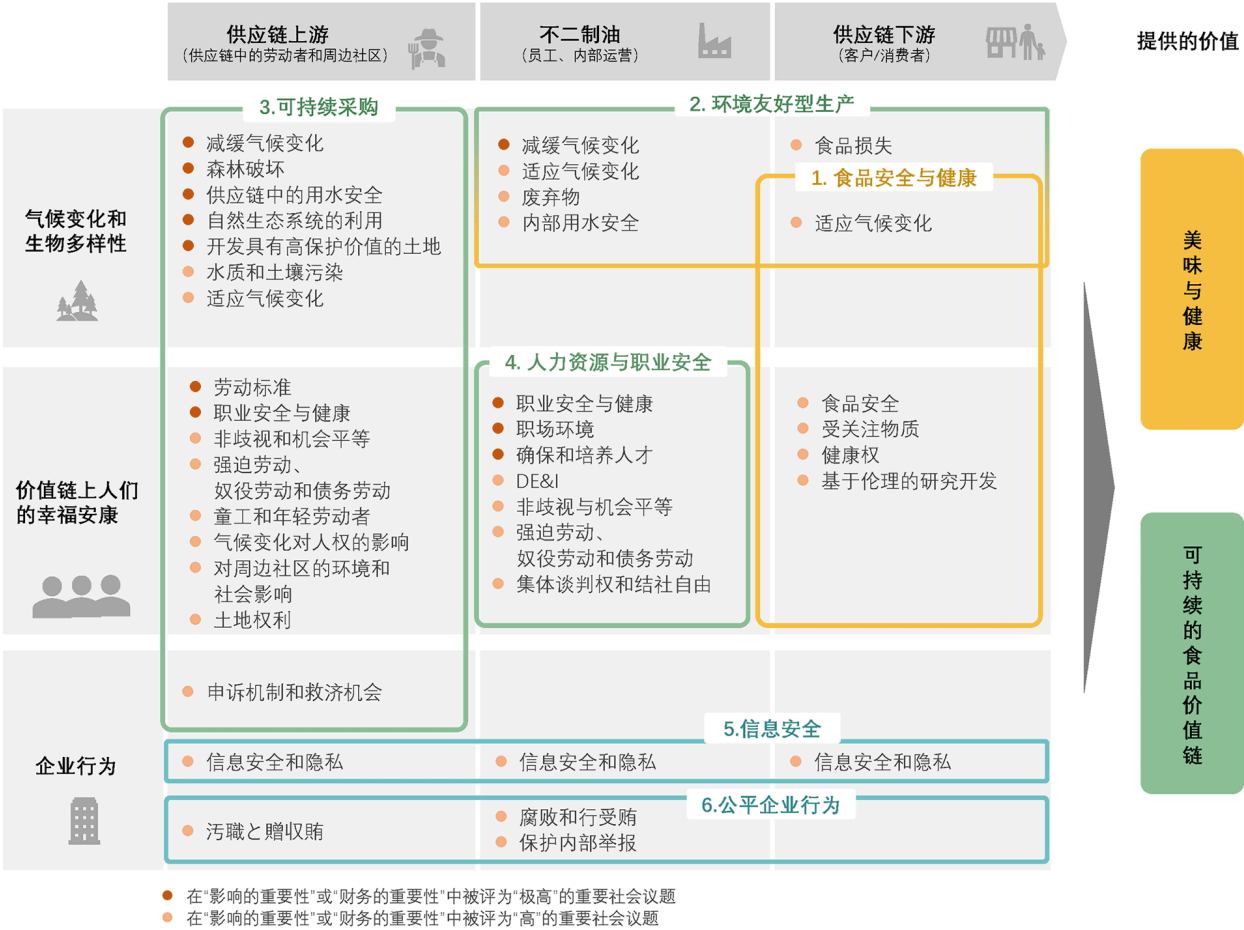 供应链上游
（供应链中的劳动者和周边社区）
不二制油
（员工、内部运营）
供应链下游
（客户/消费者）
提供的价值
气候变化和
生物多样性
3.可持续采购
减缓气候变化
森林破坏
供应链中的用水安全
自然生态系统的利用
开发具有高保护价值的土地
水质和土壤污染
适应气候变化
2. 环境友好型生产
减缓气候变化
适应气候变化
废弃物
内部用水安全
食品损失
1. 食品安全与健康
适应气候变化
价值链上人们
的幸福安康
劳动标准
职业安全与健康
非歧视和机会平等
强迫劳动、
奴役劳动和债务劳动
童工和年轻劳动者
气候变化对人权的影响
对周边社区的环境和
社会影响
土地权利
4. 人力资源与职业安全
职业安全与健康
职场环境
确保和培养人才
DE&I
非歧视与机会平等
强迫劳动、
奴役劳动和债务劳动
集体谈判权和结社自由
食品安全
受关注物质
健康权
基于伦理的研究开发
企业行为
申诉机制和救济机会
5.信息安全
信息安全和隐私
信息安全和隐私
信息安全和隐私
6.公平企业行为
汚職と贈収賄
腐败和行受贿
保护内部举报
美味与健康
可持续的食品价值链
在“影响的重要性”或“财务的重要性”中被评为“极高”的重要社会议题
在“影响的重要性”或“财务的重要性”中被评为“高”的重要社会议题